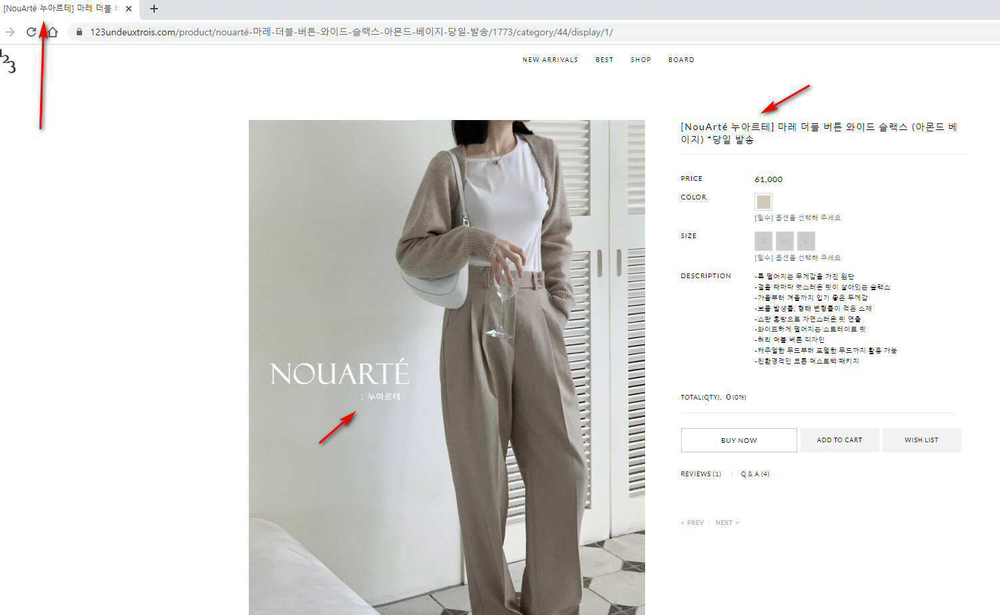 [NouArté 누아르테] 마레 더블
123undeuxtrois.com/product/nouarté-마레-더블-버튼-와이드-슬랙스-아몬드-베이지-당일-발송/1773/category/44/display/1/
123
NEW ARRIVALS BEST SHOP BOARD
[NouArté 누아르테] 마레 더블 버튼 와이드 슬랙스 (아몬드 베
이지) *당일 발송
PRICE 61,000
COLOR
[필수] 옵션을 선택해 주세요
SIZE S M L
[필수] 옵션을 선택해 주세요
DESCRIPTION -툭 떨어지는 무게감을 가진 원단
-걸을 때마다 멋스러운 핏이 살아있는 슬랙스
-가을부터 겨울까지 입기 좋은 두께감
-보풀 발생률, 형태 변형률이 적은 소재
-스판 혼방으로 자연스러운 핏 연출
-와이드하게 떨어지는 스트레이트 핏
-허리 더블 버튼 디자인
-캐주얼한 무드부터 포멀한 무드까지 활용 가능
-친환경적인 코튼 더스트백 패키지
NOUARTÉ
: 누아르테
TOTAL(QTY). 0 (0개)
BUY NOW ADD TO CART WISH LIST
REVIEWS (1) Q & A (4)
< PREV NEXT >